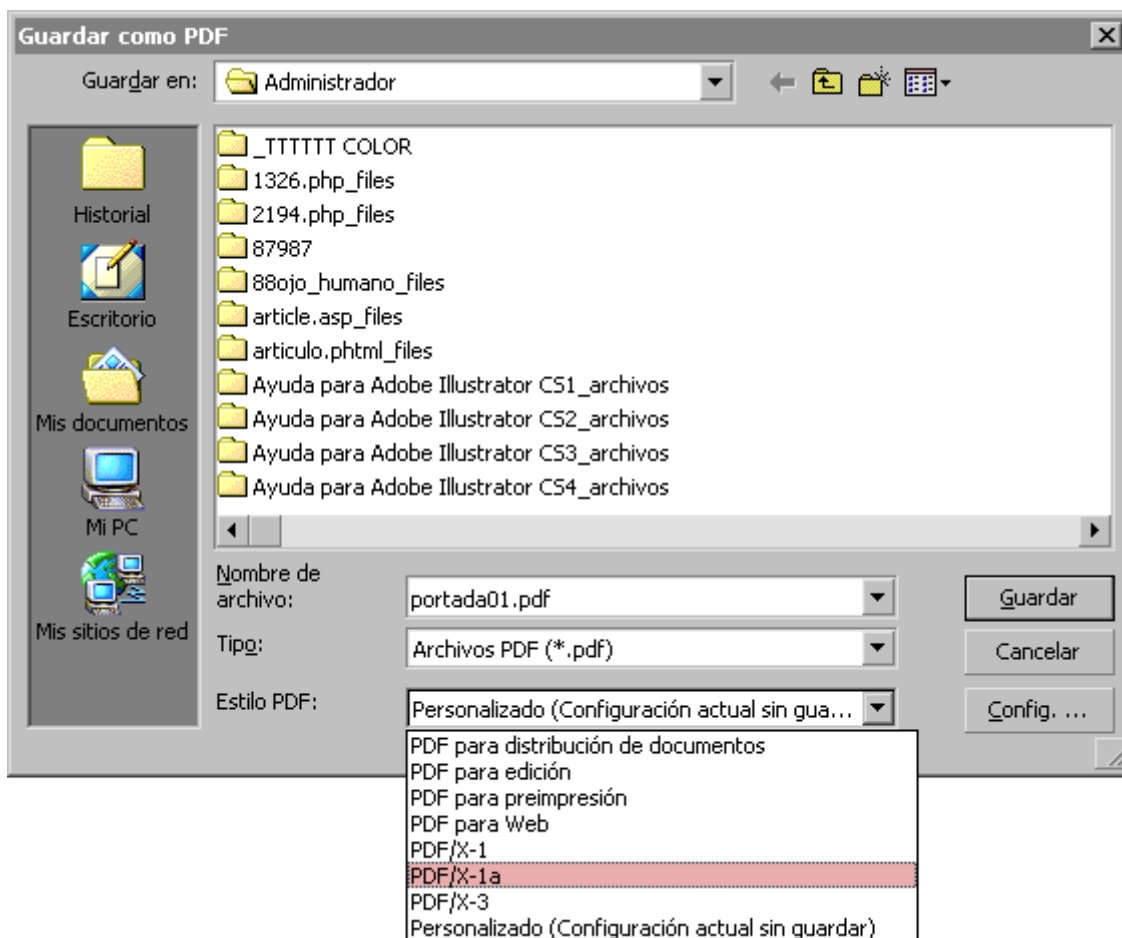 Guardar como PDF
Guardar en:
Administrador
Historial
Escritorio
Mis documentos
Mi PC
Mis sitios de red
_TTTTTT COLOR
1326.php_files
2194.php_files
87987
88ojo_humano_files
article.asp_files
articulo.phtml_files
Ayuda para Adobe Illustrator CS1_archivos
Ayuda para Adobe Illustrator CS2_archivos
Ayuda para Adobe Illustrator CS3_archivos
Ayuda para Adobe Illustrator CS4_archivos
Nombre de
archivo:
portada01.pdf
Guardar
Tipo:
Archivos PDF (*.pdf)
Cancelar
Estilo PDF:
Personalizado (Configuración actual sin gua...
Config. ...
PDF para distribución de documentos
PDF para edición
PDF para preimpresión
PDF para Web
PDF/X-1
PDF/X-1a
PDF/X-3
Personalizado (Configuración actual sin guardar)